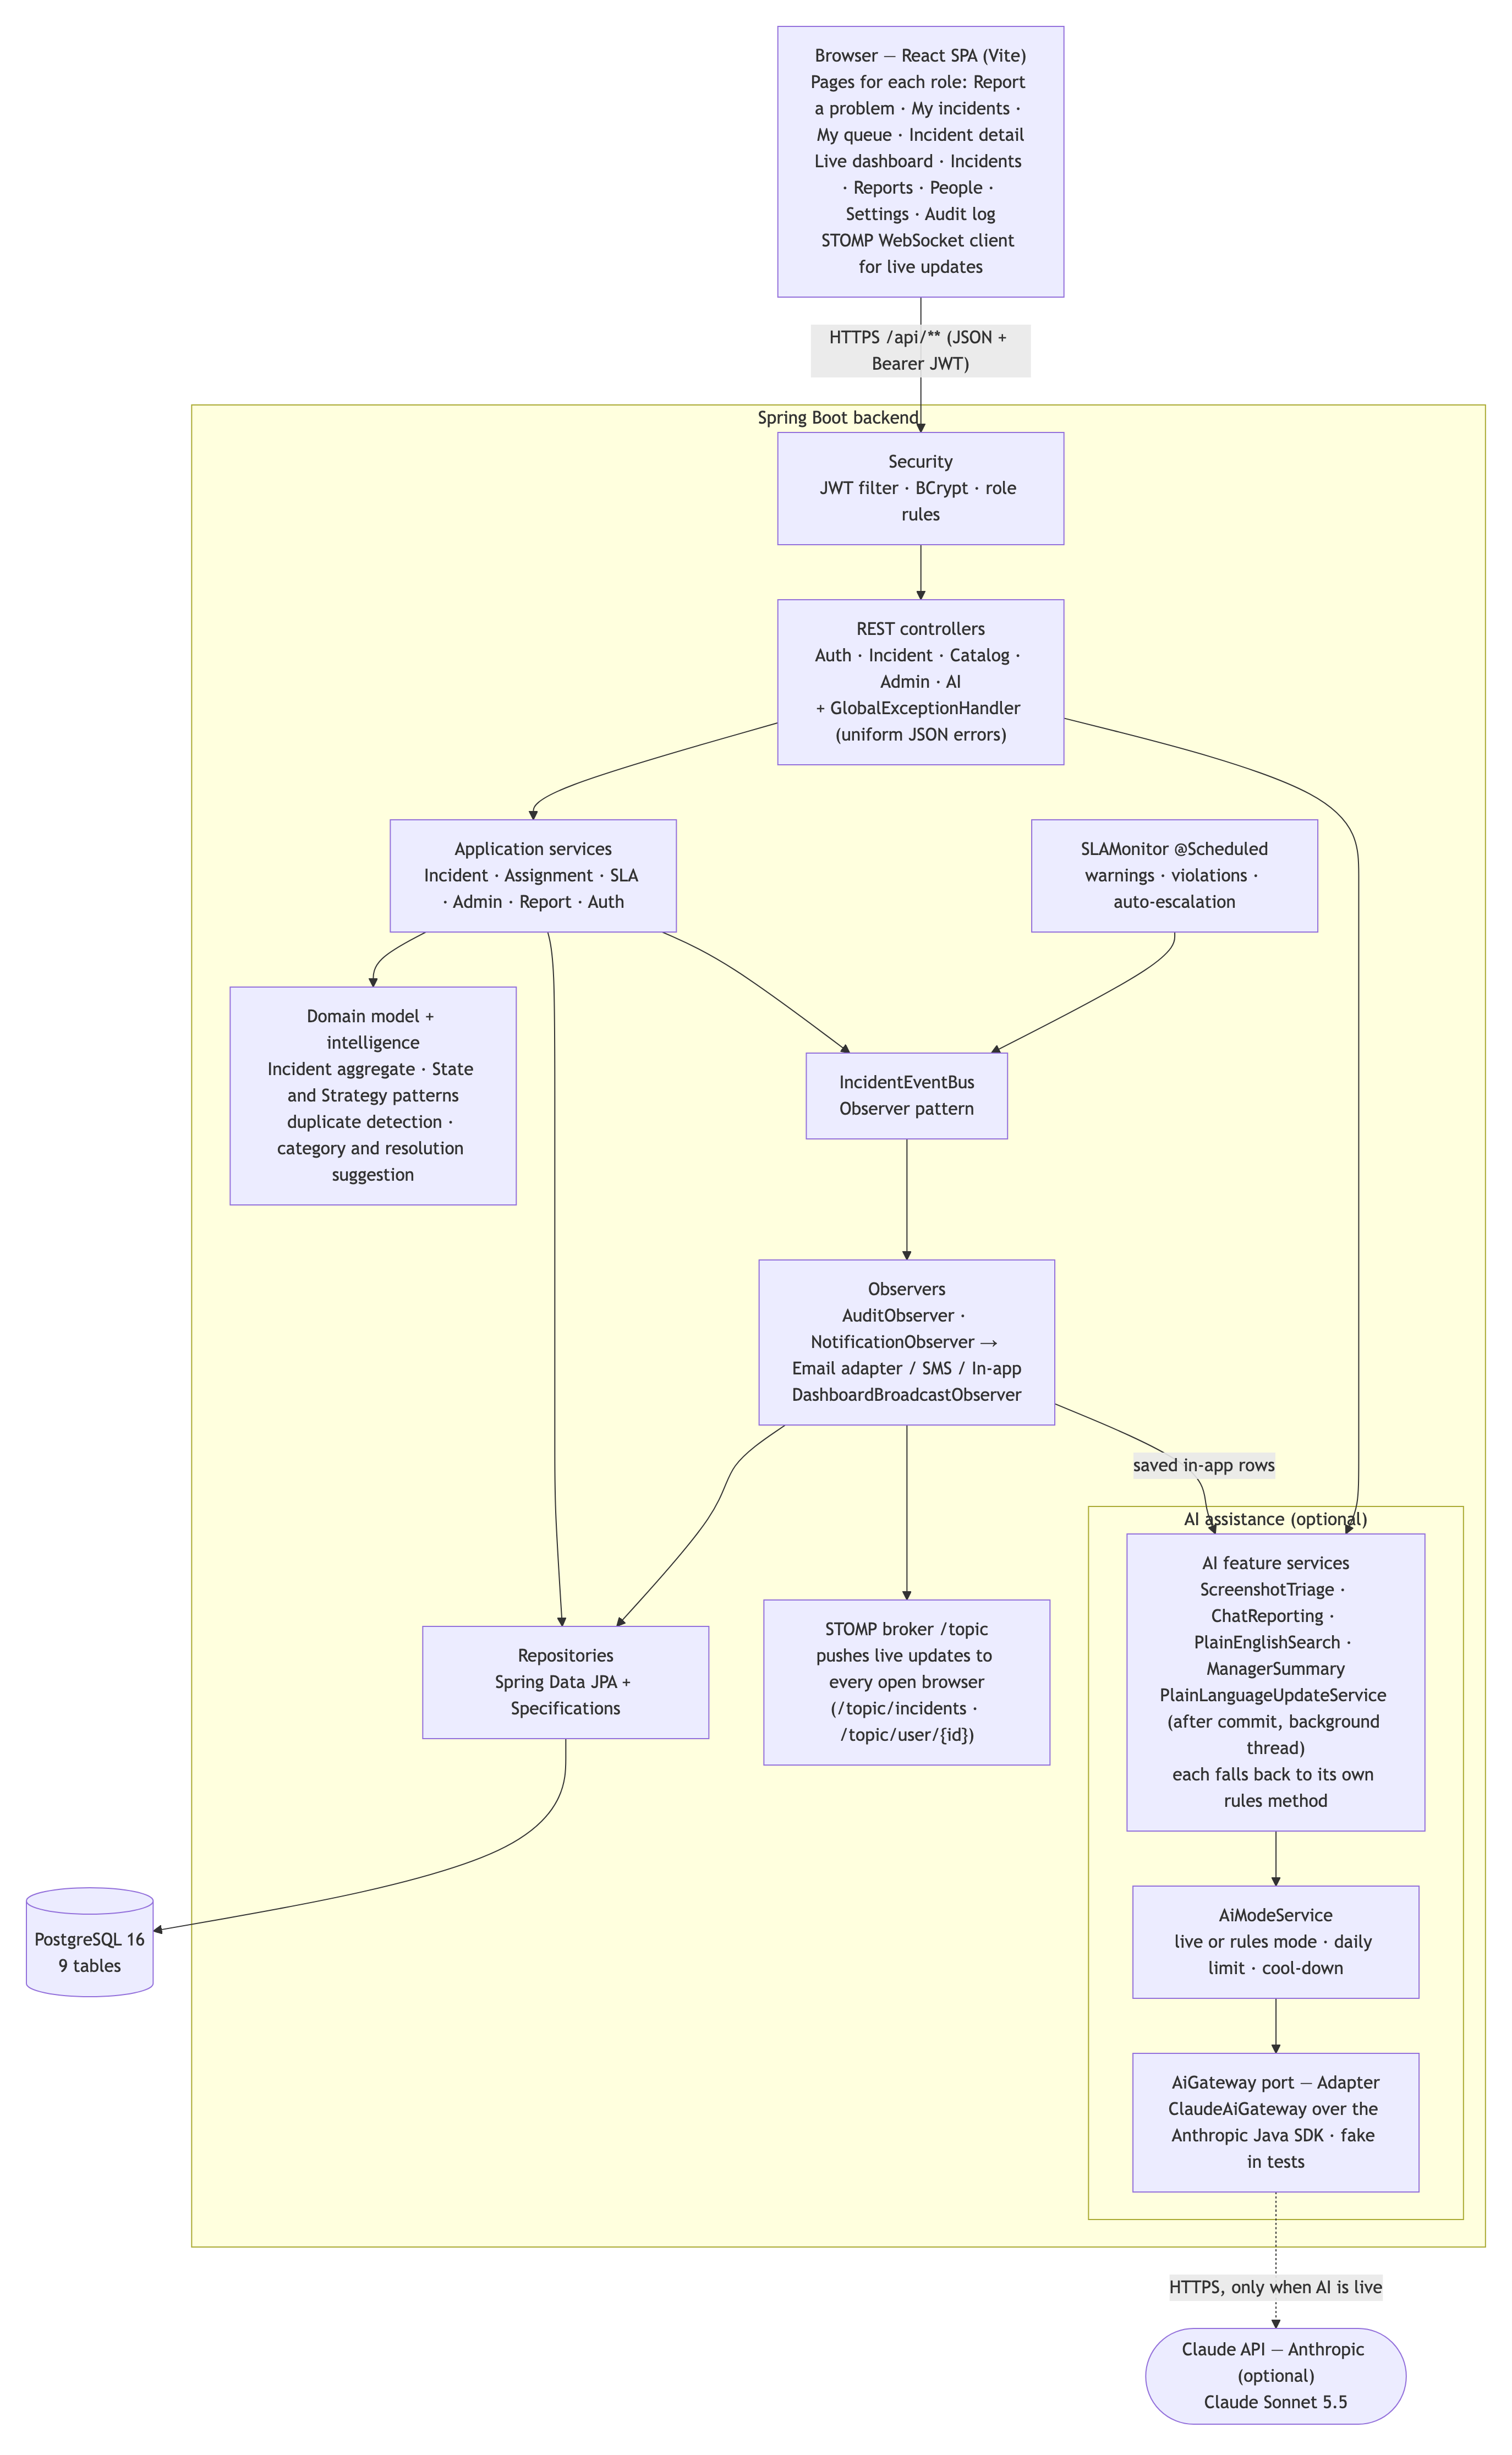 Browser — React SPA (Vite)
Pages for each role: Report
a problem · My incidents ·
My queue · Incident detail
Live dashboard · Incidents
· Reports · People ·
Settings · Audit log
STOMP WebSocket client
for live updates
HTTPS /api/** (JSON +
Bearer JWT)
Spring Boot backend
Security
JWT filter · BCrypt · role
rules
REST controllers
Auth · Incident · Catalog ·
Admin · AI
+ GlobalExceptionHandler
(uniform JSON errors)
Application services
Incident · Assignment · SLA
· Admin · Report · Auth
SLAMonitor @Scheduled
warnings · violations ·
auto-escalation
Domain model +
intelligence
Incident aggregate · State
and Strategy patterns
duplicate detection ·
category and resolution
suggestion
IncidentEventBus
Observer pattern
Observers
AuditObserver ·
NotificationObserver →
Email adapter / SMS / In-app
DashboardBroadcastObserver
saved in-app rows
AI assistance (optional)
AI feature services
ScreenshotTriage ·
ChatReporting ·
PlainEnglishSearch ·
ManagerSummary
PlainLanguageUpdateService
(after commit, background
thread)
each falls back to its own
rules method
Repositories
Spring Data JPA +
Specifications
STOMP broker /topic
pushes live updates to
every open browser
(/topic/incidents ·
/topic/user/{id})
PostgreSQL 16
9 tables
AiModeService
live or rules mode · daily
limit · cool-down
AiGateway port — Adapter
ClaudeAiGateway over the
Anthropic Java SDK · fake
in tests
HTTPS, only when AI is live
Claude API — Anthropic
(optional)
Claude Sonnet 5.5